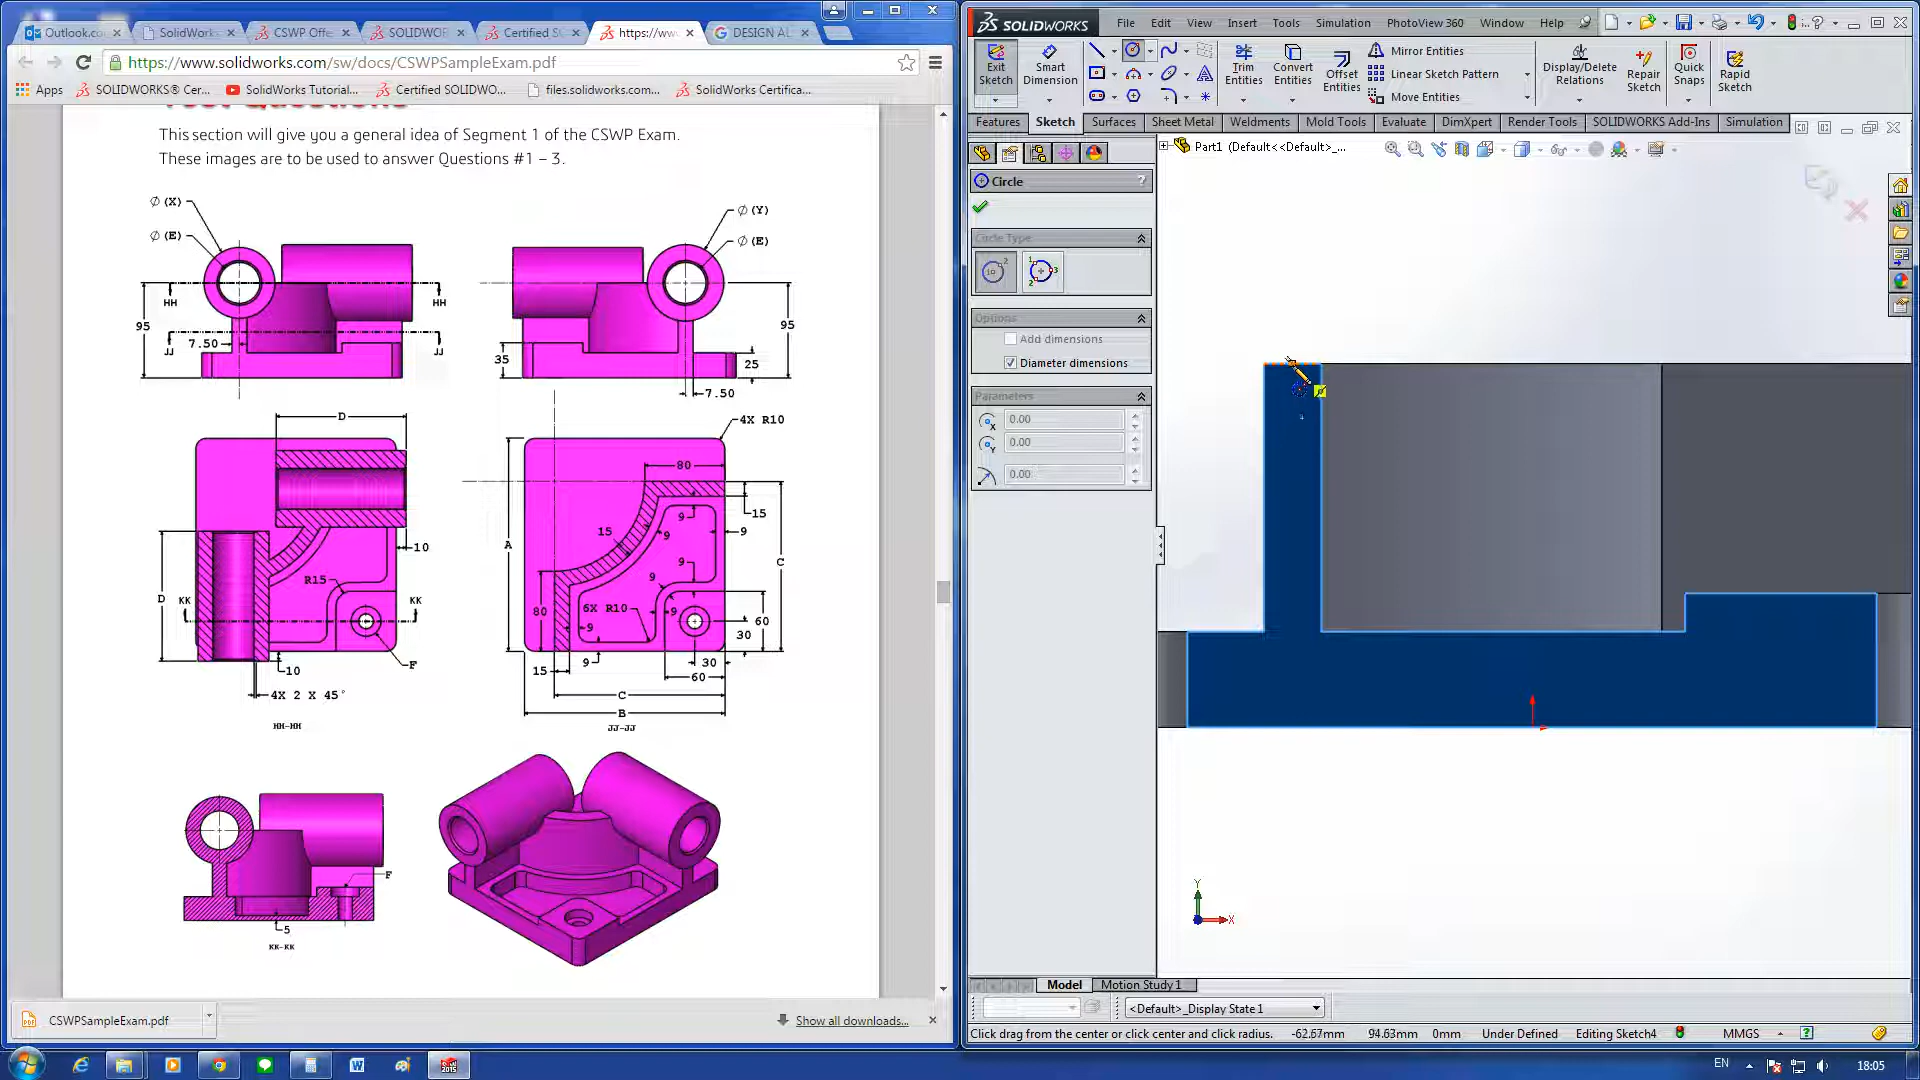 Outlook.co
SolidWorks
CSWP Offe
SOLIDWOR
Certified SO
https://ww
DESIGN AL
https://www.solidworks.com/sw/docs/CSWPSampleExam.pdf
Apps
SOLIDWORKS® Cer...
SolidWorks Tutorial...
Certified SOLIDWO...
files.solidworks.com...
SolidWorks Certifica...
Test Questions
This section will give you a general idea of Segment 1 of the CSWP Exam.
These images are to be used to answer Questions #1 – 3.
∅ (X)
∅ (E)
∅ (Y)
∅ (E)
HH
HH
95
7.50
JJ
JJ
35
25
95
7.50
D
4X R10
80
15
15
9
9
9
A
C
10
R15
9
9
D
KK
KK
80
6X R10
9
9
60
30
F
10
15
9
30
60
4X 2 X 45°
C
B
HH-HH
JJ-JJ
F
5
KK-KK
CSWPSampleExam.pdf
Show all downloads...
SOLIDWORKS
File
Edit
View
Insert
Tools
Simulation
PhotoView 360
Window
Help
Exit Sketch
Smart Dimension
Trim Entities
Convert Entities
Offset Entities
Mirror Entities
Linear Sketch Pattern
Move Entities
Display/Delete Relations
Repair Sketch
Quick Snaps
Rapid Sketch
Features
Sketch
Surfaces
Sheet Metal
Weldments
Mold Tools
Evaluate
DimXpert
Render Tools
SOLIDWORKS Add-Ins
Simulation
Part1 (Default<<Default>_...
Circle
?
Circle Type
Options
Add dimensions
Diameter dimensions
Parameters
0.00
0.00
0.00
Y
X
Model
Motion Study 1
<Default>_Display State 1
Click drag from the center or click center and click radius.
-62.67mm
94.63mm
0mm
Under Defined
Editing Sketch4
MMGS
EN
18:05